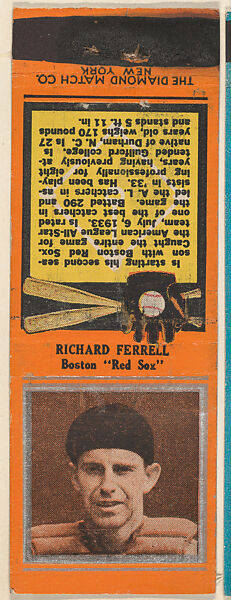 THE DIAMOND MATCH CO.
NEW YORK
Is starting his second sea-
son with Boston Red Sox.
Caught the entire game for
the American League All-Star
team, July 6, 1933. Is rated
one of the best catchers in
the game. Batted .290 and
led the A. L. catchers in as-
sists in '33. Has been play-
ing professionally for eight
years, having previously at-
tended Guilford college. Is
native of Durham, N. C. Is 27
years old, weighs 170 pounds
and stands 5 ft. 11 in.
RICHARD FERRELL
Boston "Red Sox"